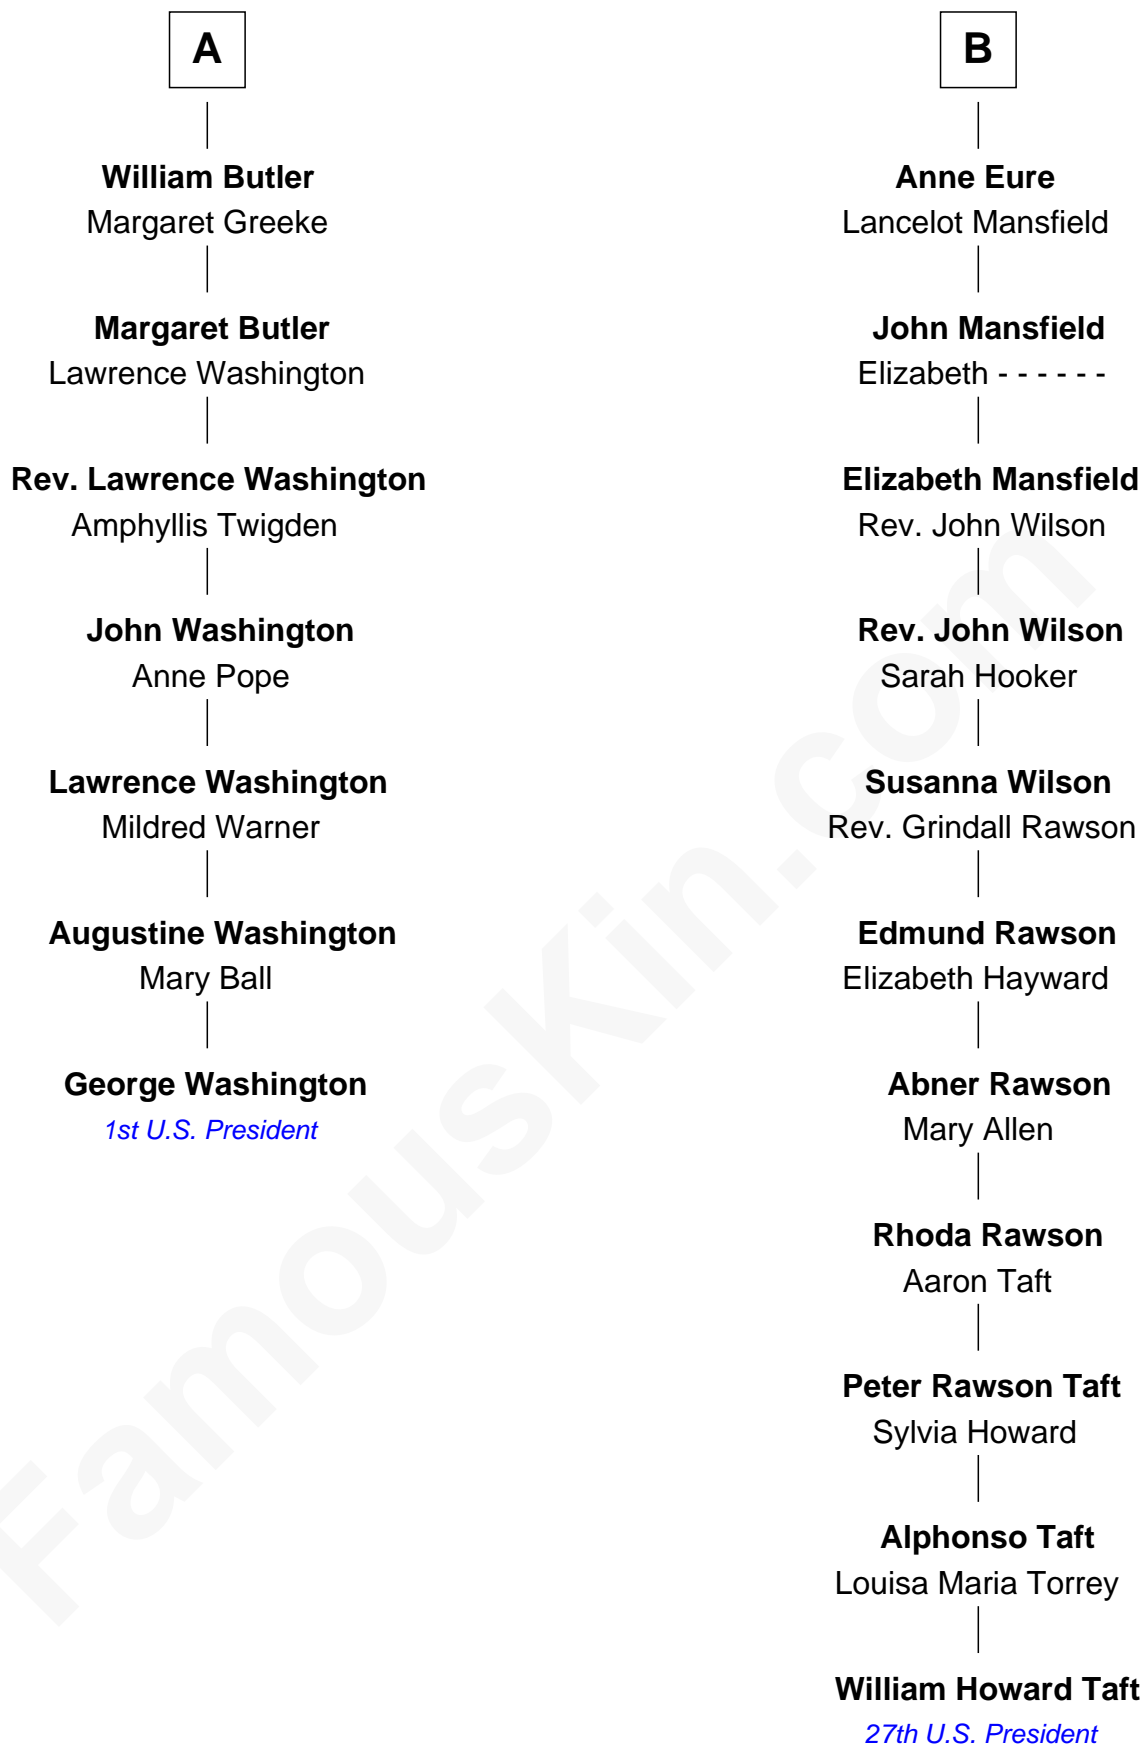 A
William Butler
Margaret Greeke
Margaret Butler
Lawrence Washington
Rev. Lawrence Washington
Amphyllis Twigden
John Washington
Anne Pope
Lawrence Washington
Mildred Warner
Augustine Washington
Mary Ball
George Washington
1st U.S. President
B
Anne Eure
Lancelot Mansfield
John Mansfield
Elizabeth - - - - - -
Elizabeth Mansfield
Rev. John Wilson
Rev. John Wilson
Sarah Hooker
Susanna Wilson
Rev. Grindall Rawson
Edmund Rawson
Elizabeth Hayward
Abner Rawson
Mary Allen
Rhoda Rawson
Aaron Taft
Peter Rawson Taft
Sylvia Howard
Alphonso Taft
Louisa Maria Torrey
William Howard Taft
27th U.S. President
FamousKin.com